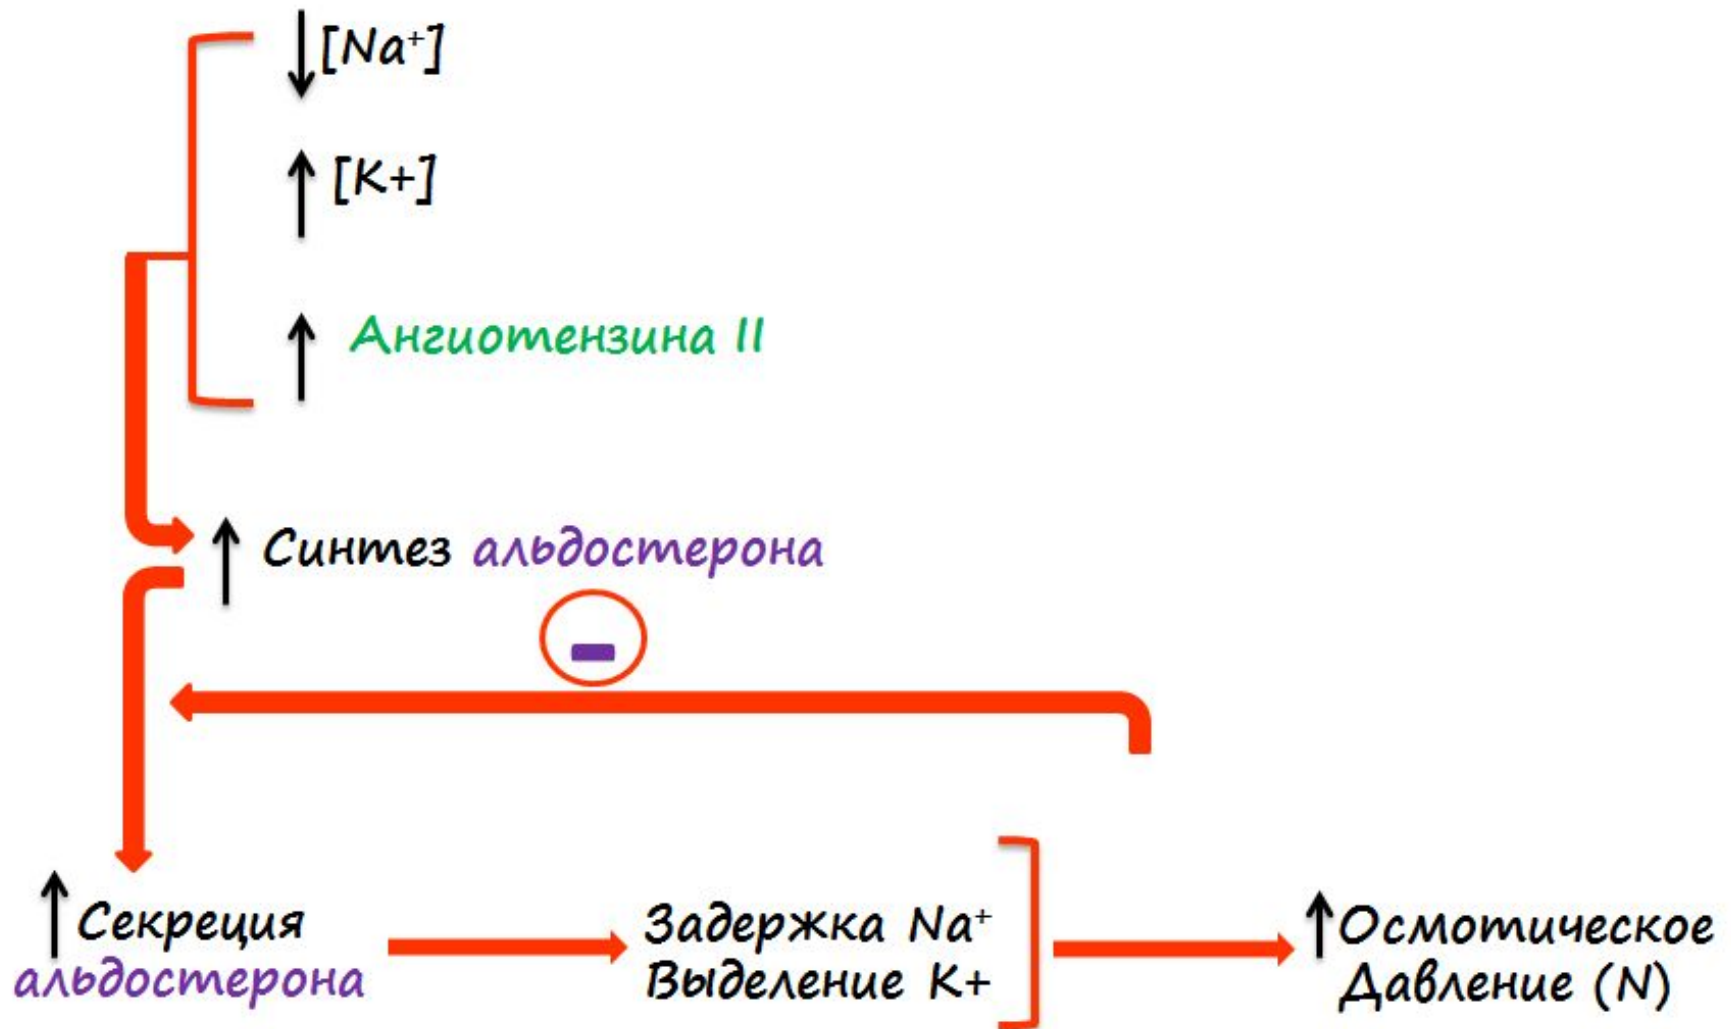 ↓[Na⁺]
↑[K+]
↑ Ангиотензина II
↑ Синтез альдостерона
-
↑ Секреция
альдостерона
Задержка Na⁺
Выделение K+
↑ Осмотическое
Давление (N)